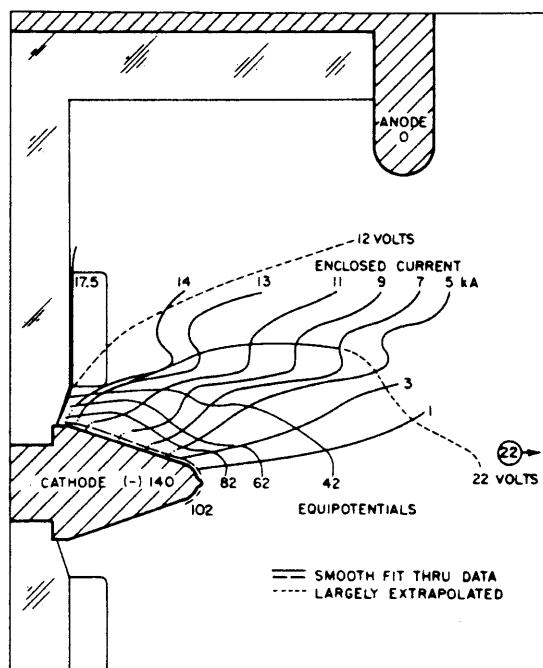 ANODE
0
12 VOLTS
ENCLOSED CURRENT
17.5 14 13 11 9 7 5 kA
3
1
22
22 VOLTS
CATHODE (-) 140
82 62 42
102
EQUIPOTENTIALS
SMOOTH FIT THRU DATA
LARGELY EXTRAPOLATED